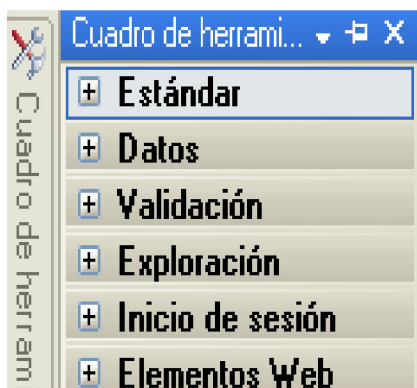 Cuadro de herrami...
Cuadro de herram
Estándar
Datos
Validación
Exploración
Inicio de sesión
Elementos Web